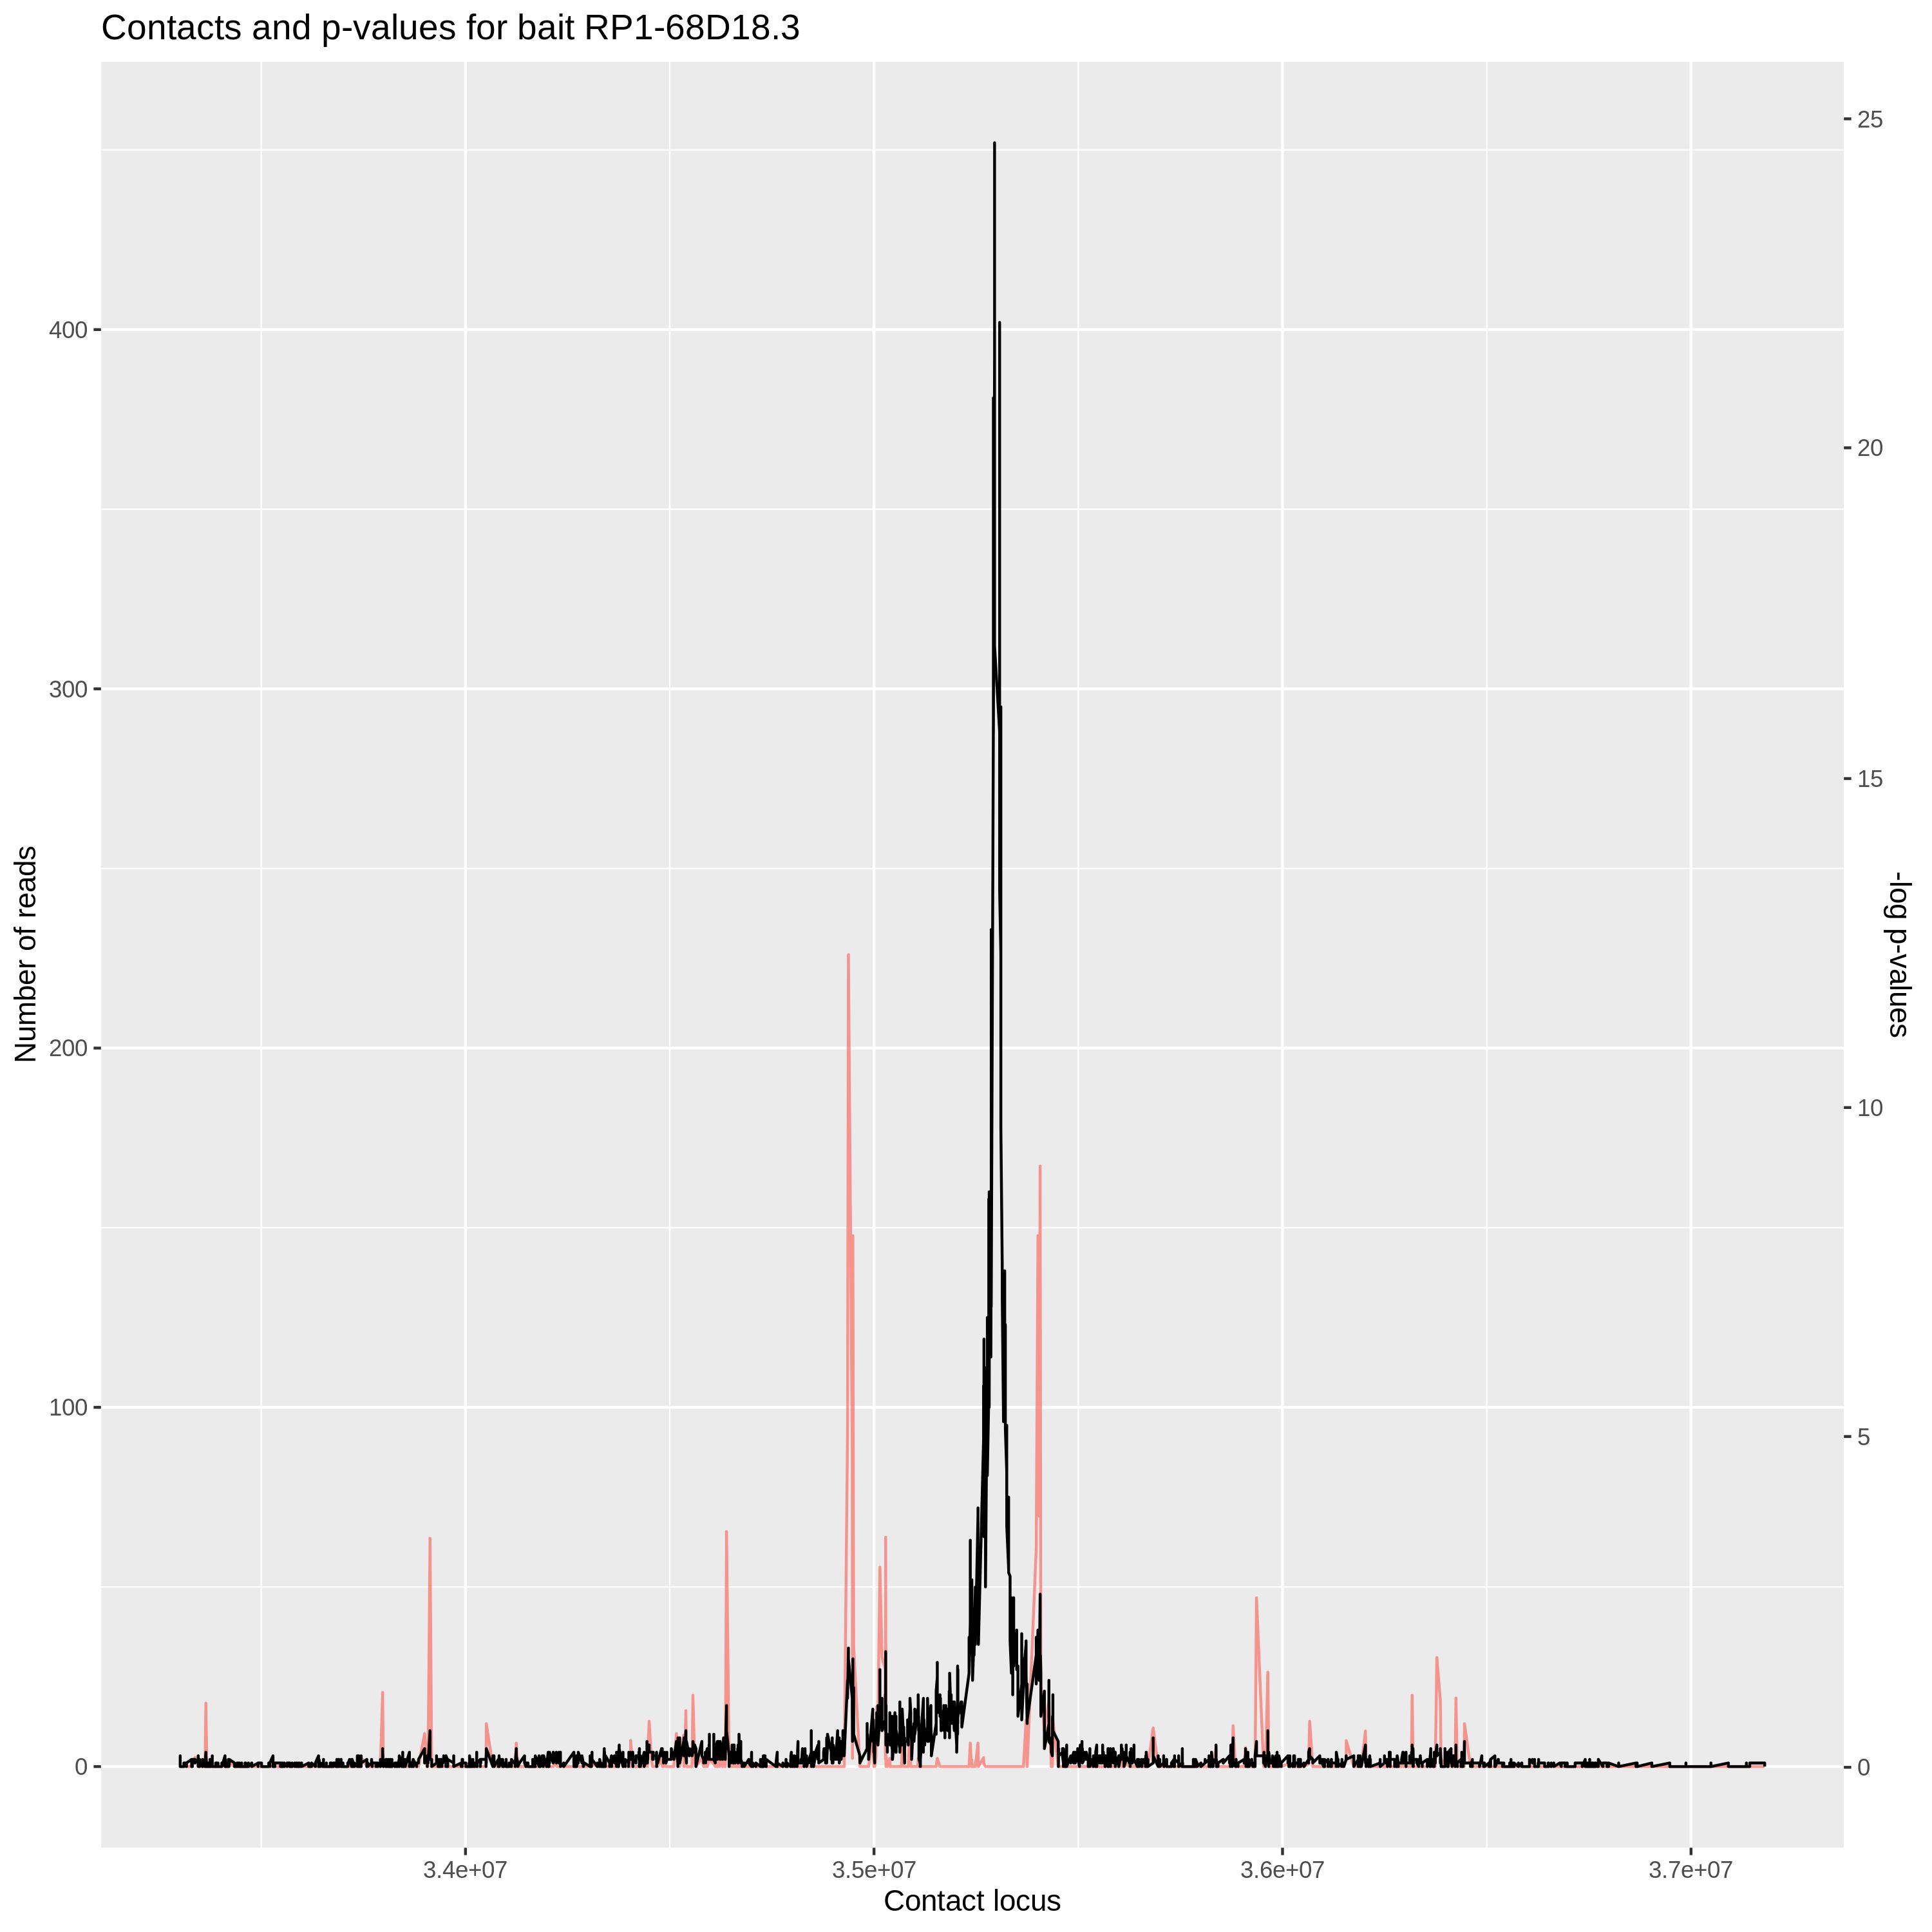 Contacts and p-values for bait RP1-68D18.3
Number of reads
400
300
200
100
0
25
20
15
10
5
0
-log p-values
3.4e+07 3.5e+07 3.6e+07 3.7e+07
Contact locus